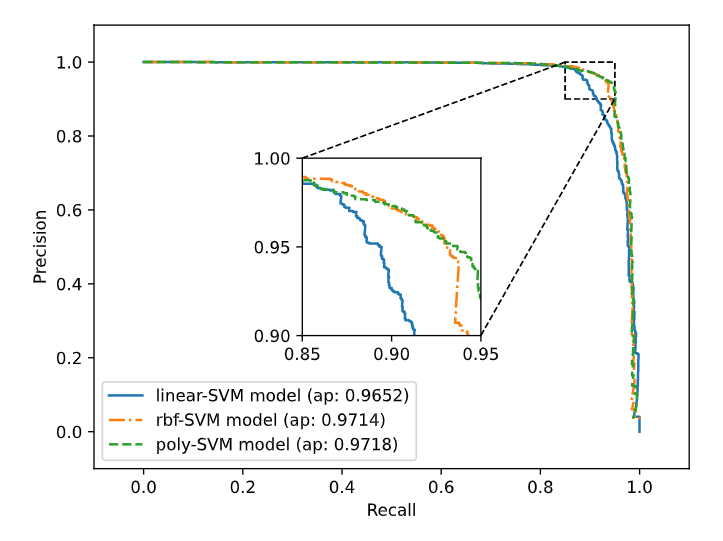 1.0
0.8
0.6
0.4
0.2
0.0
Precision
1.00
0.95
0.90
0.85 0.90 0.95
linear-SVM model (ap: 0.9652)
rbf-SVM model (ap: 0.9714)
poly-SVM model (ap: 0.9718)
0.0 0.2 0.4 0.6 0.8 1.0
Recall